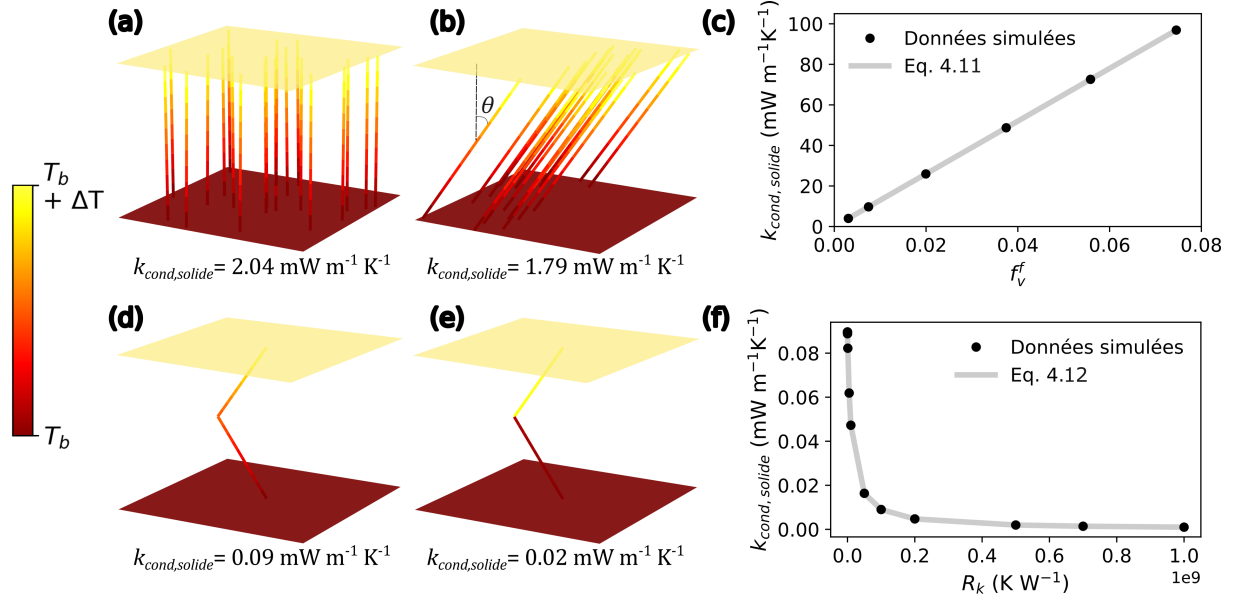 (a)
(b)
θ
T_b
+ ΔT
T_b
k_cond,solide= 2.04 mW m⁻¹ K⁻¹
k_cond,solide= 1.79 mW m⁻¹ K⁻¹
(c)
k_cond,solide (mW m⁻¹K⁻¹)
100
80
60
40
20
0
Données simulées
Eq. 4.11
0.00
0.02
0.04
0.06
0.08
f_v^f
(d)
(e)
k_cond,solide= 0.09 mW m⁻¹ K⁻¹
k_cond,solide= 0.02 mW m⁻¹ K⁻¹
(f)
k_cond,solide (mW m⁻¹K⁻¹)
0.08
0.06
0.04
0.02
0.00
Données simulées
Eq. 4.12
0.0
0.2
0.4
0.6
0.8
1.0
1e9
R_k (K W⁻¹)